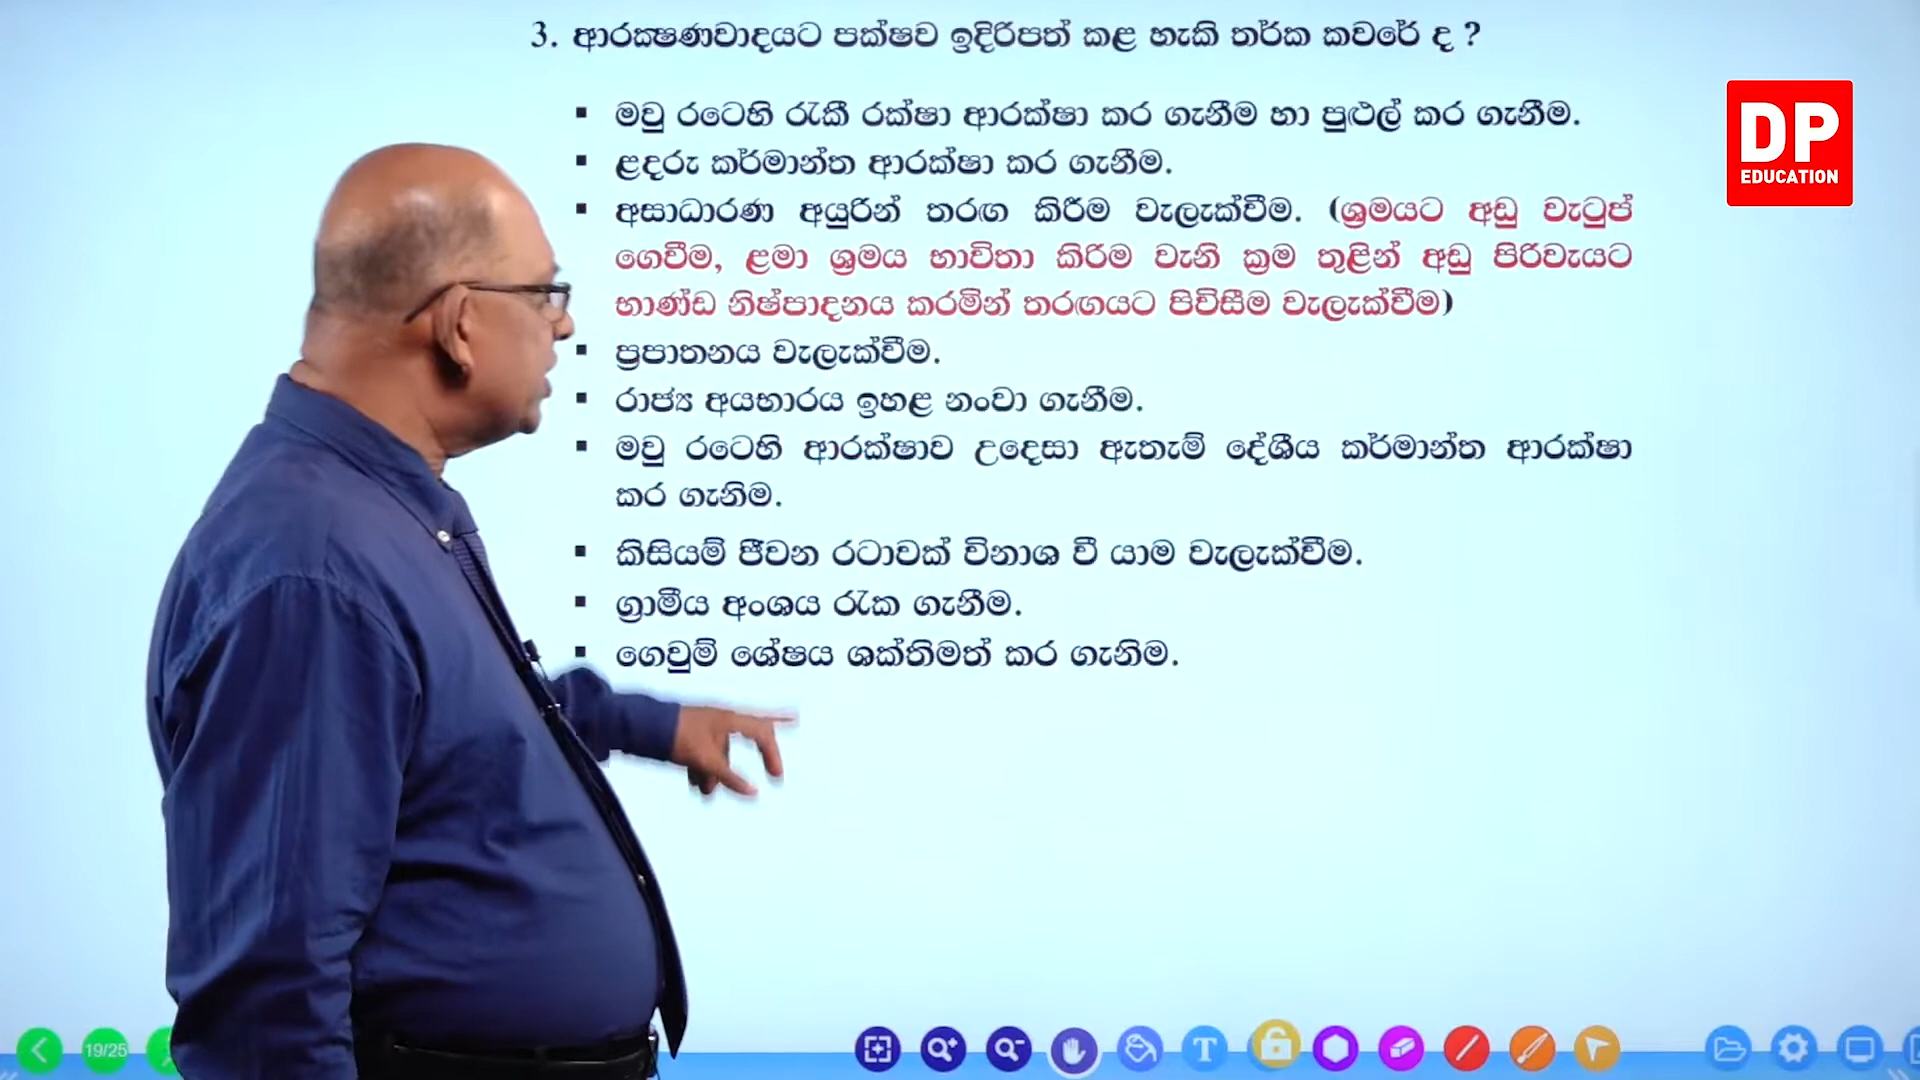 3. ආරක්‍ෂණවාදයට පක්ෂව ඉදිරිපත් කළ හැකි තර්ක කවරේ ද ?
▪ මවු රටෙහි රැකී රක්ෂා ආරක්ෂා කර ගැනීම හා පුළුල් කර ගැනීම.
▪ ළදරු කර්මාන්ත ආරක්ෂා කර ගැනීම.
▪ අසාධාරණ අයුරින් තරඟ කිරීම වැලැක්වීම. (ශ්‍රමයට අඩු වැටුප්
ගෙවීම, ළමා ශ්‍රමය භාවිතා කිරීම වැනි ක්‍රම තුළින් අඩු පිරිවැයට
භාණ්ඩ නිෂ්පාදනය කරමින් තරඟයට පිවිසීම වැලැක්වීම)
▪ ප්‍රපාතනය වැලැක්වීම.
▪ රාජ්‍ය අයභාරය ඉහළ නංවා ගැනීම.
▪ මවු රටෙහි ආරක්ෂාව උදෙසා ඇතැම් දේශීය කර්මාන්ත ආරක්ෂා
කර ගැනිම.
▪ කිසියම් ජීවන රටාවක් විනාශ වී යාම වැලැක්වීම.
▪ ග්‍රාමීය අංශය රැක ගැනීම.
▪ ගෙවුම් ශේෂය ශක්තිමත් කර ගැනිම.
DP
EDUCATION
19/25
T